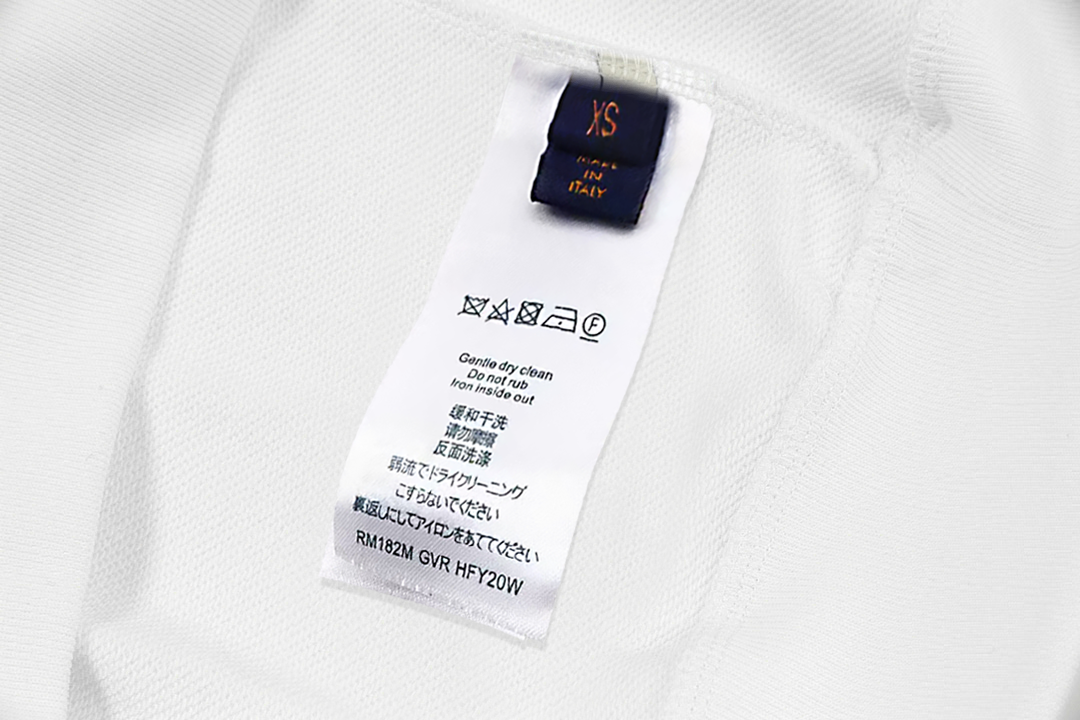 XS
MADE
IN
ITALY
F
Gentle dry clean
Do not rub
Iron inside out
缓和干洗
请勿摩擦
反面洗涤
弱流でドライクリーニング
こすらないでください
裏返しにしてアイロンをあててください
RM182M GVR HFY20W